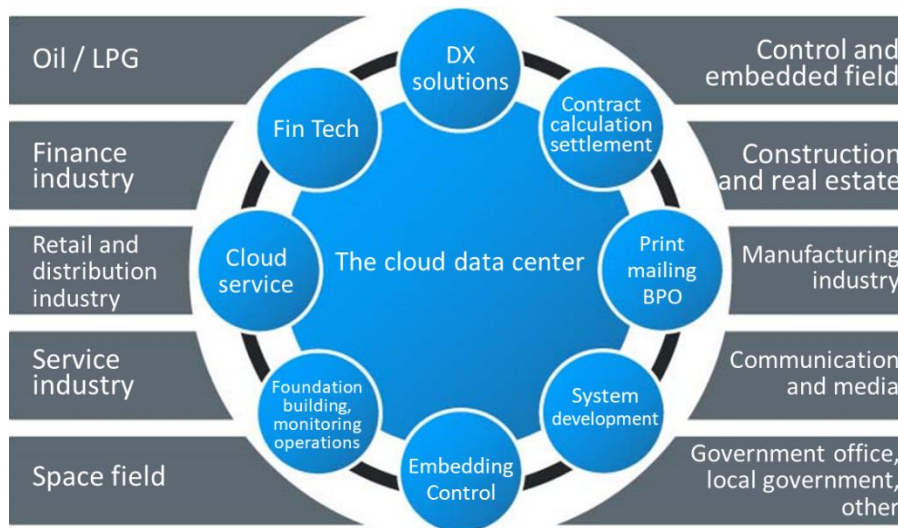 Oil / LPG
Finance
industry
Retail and
distribution
industry
Service
industry
Space field
DX
solutions
Fin Tech
Contract
calculation
settlement
Cloud
service
The cloud data center
Print
mailing
BPO
Foundation
building,
monitoring
operations
System
development
Embedding
Control
Control and
embedded field
Construction
and real estate
Manufacturing
industry
Communication
and media
Government office,
local government,
other